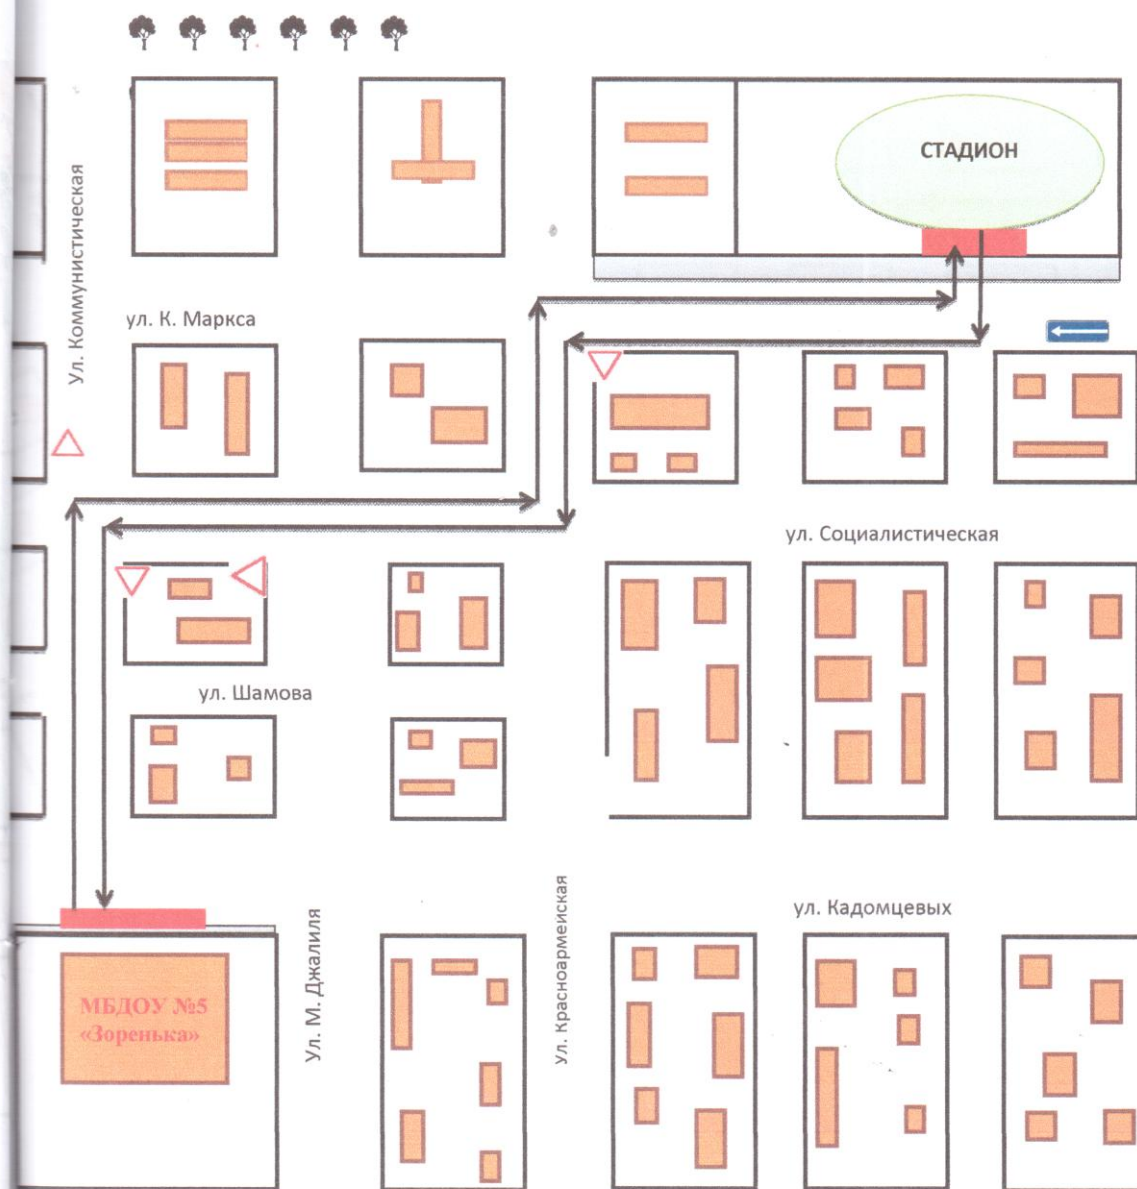 СТАДИОН
Ул. Коммунистическая
ул. К. Маркса
ул. Социалистическая
ул. Шамова
ул. Кадомцевых
Ул. М. Джалиля
Ул. Красноармейская
МБДОУ №5
«Зоренька»